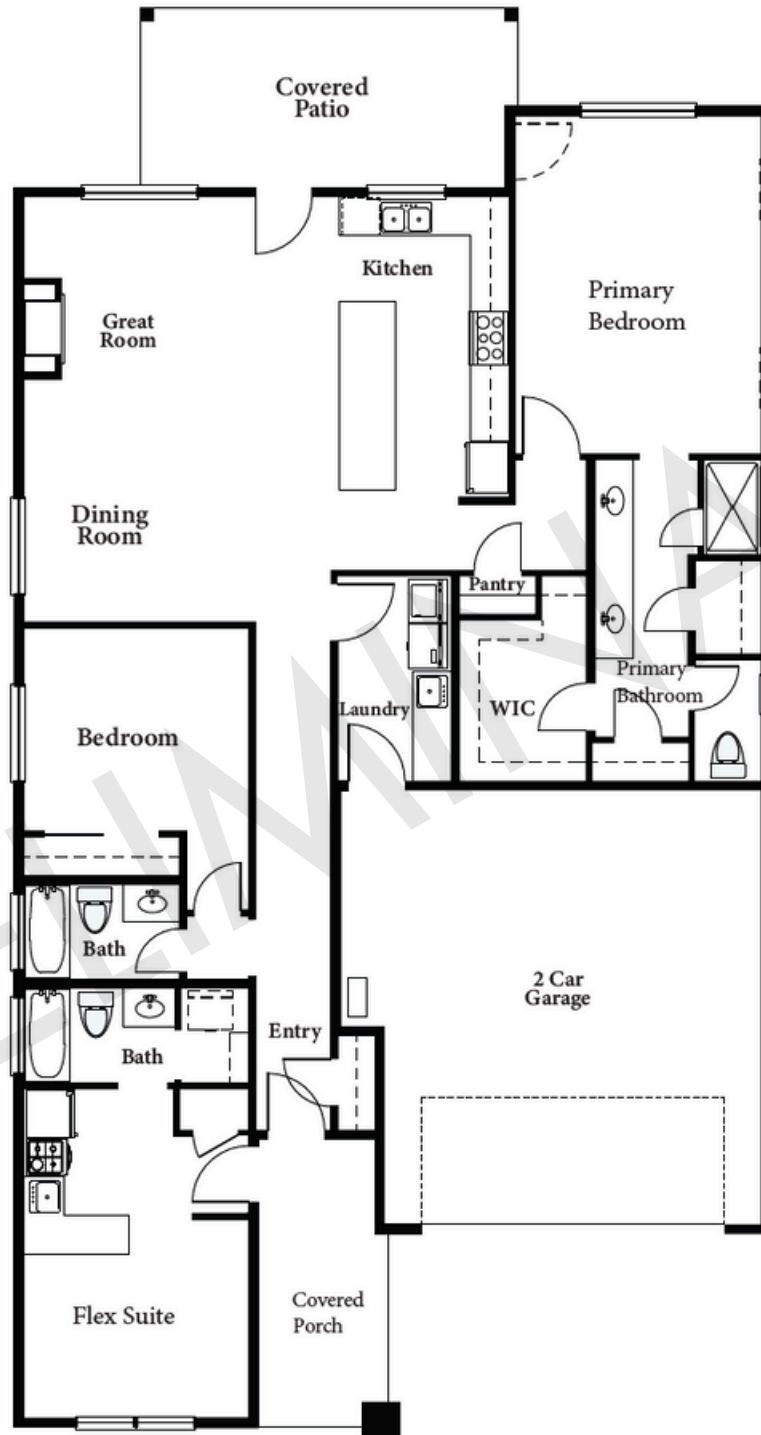 Covered
Patio
Kitchen
Primary
Bedroom
Great
Room
Dining
Room
Pantry
Primary
Bathroom
WIC
Laundry
Bedroom
Bath
2 Car
Garage
Entry
Bath
Covered
Porch
Flex Suite
ELIMINA